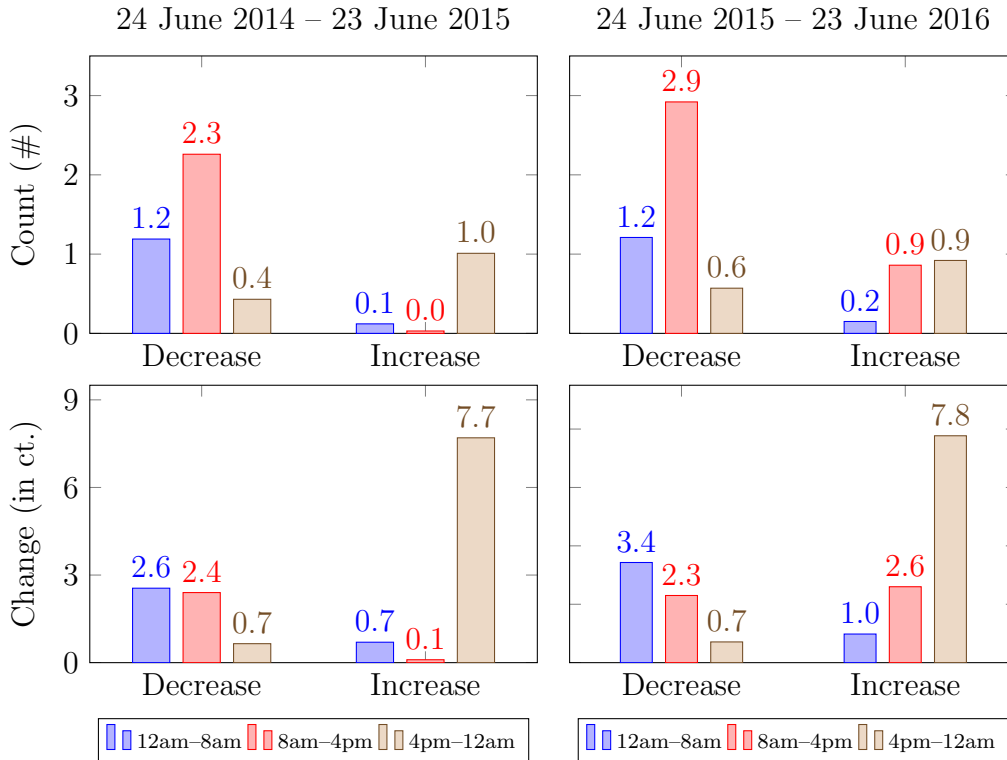 24 June 2014 – 23 June 2015
24 June 2015 – 23 June 2016
Count (#)
3
2
1
0
1.2
2.3
0.4
0.1
0.0
1.0
Decrease
Increase
1.2
2.9
0.6
0.2
0.9
0.9
Decrease
Increase
Change (in ct.)
9
6
3
0
2.6
2.4
0.7
0.7
0.1
7.7
Decrease
Increase
3.4
2.3
0.7
1.0
2.6
7.8
Decrease
Increase
12am–8am 8am–4pm 4pm–12am
12am–8am 8am–4pm 4pm–12am